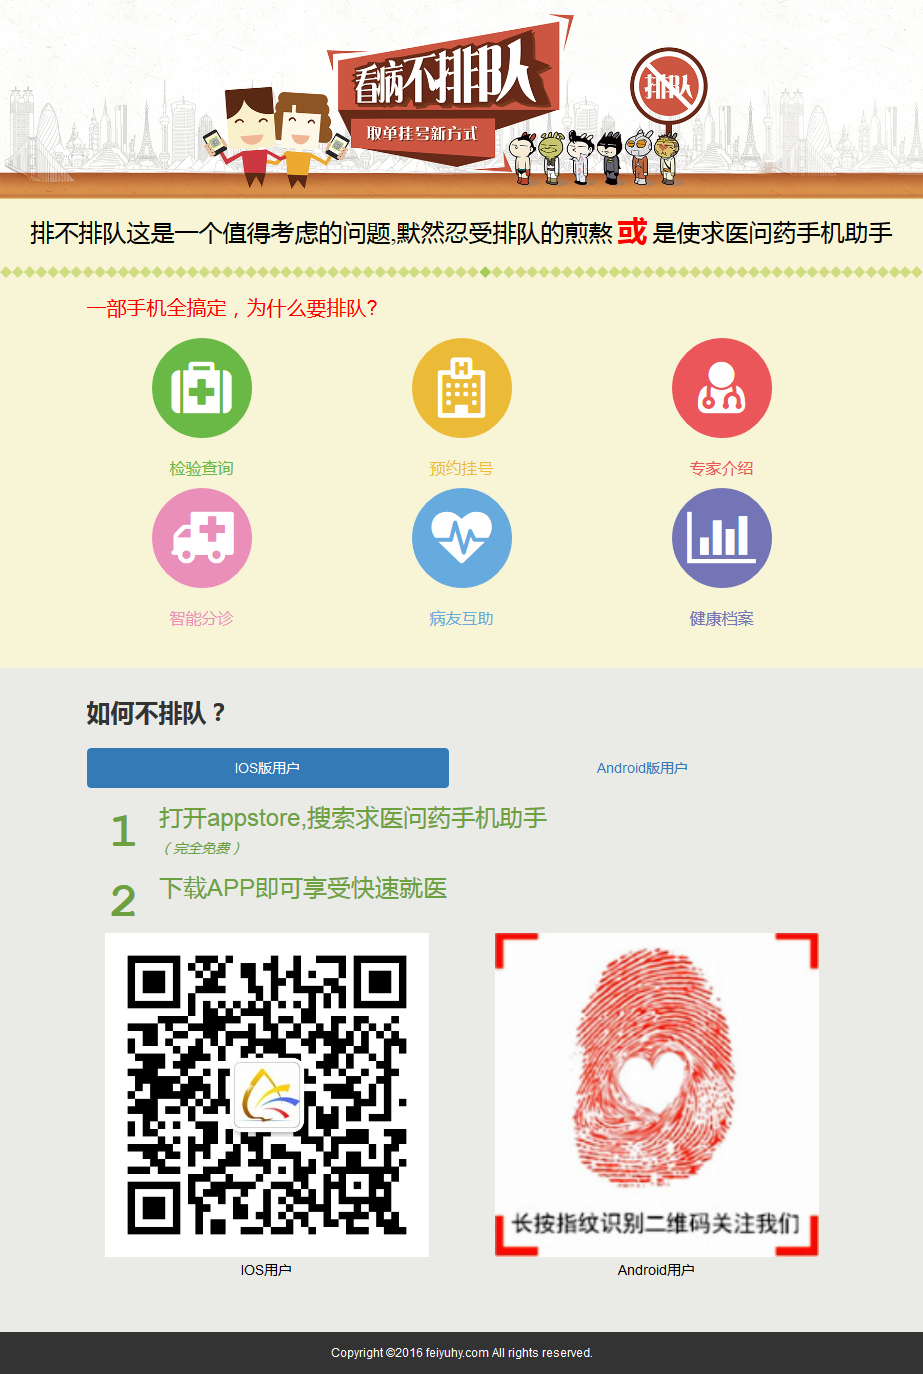 看病不排队
取单挂号新方式
排队
排不排队这是一个值得考虑的问题,默然忍受排队的煎熬 或 是使求医问药手机助手
一部手机全搞定，为什么要排队?
H
检验查询 预约挂号 专家介绍
智能分诊 病友互助 健康档案
如何不排队？
IOS版用户 Android版用户
1 打开appstore,搜索求医问药手机助手
（完全免费）
2 下载APP即可享受快速就医
长按指纹识别二维码关注我们
IOS用户 Android用户
Copyright ©2016 feiyuhy.com All rights reserved.